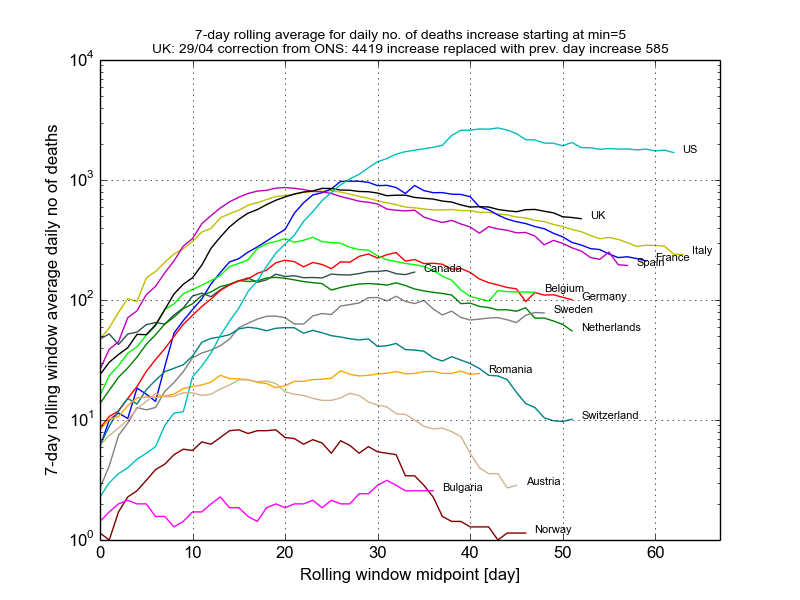 7-day rolling average for daily no. of deaths increase starting at min=5
UK: 29/04 correction from ONS: 4419 increase replaced with prev. day increase 585
10^4
10^3
10^2
10^1
10^0
7-day rolling window average daily no of deaths
US
UK
Italy
France
Spain
Canada
Belgium
Germany
Sweden
Netherlands
Romania
Switzerland
Austria
Bulgaria
Norway
0 10 20 30 40 50 60
Rolling window midpoint [day]